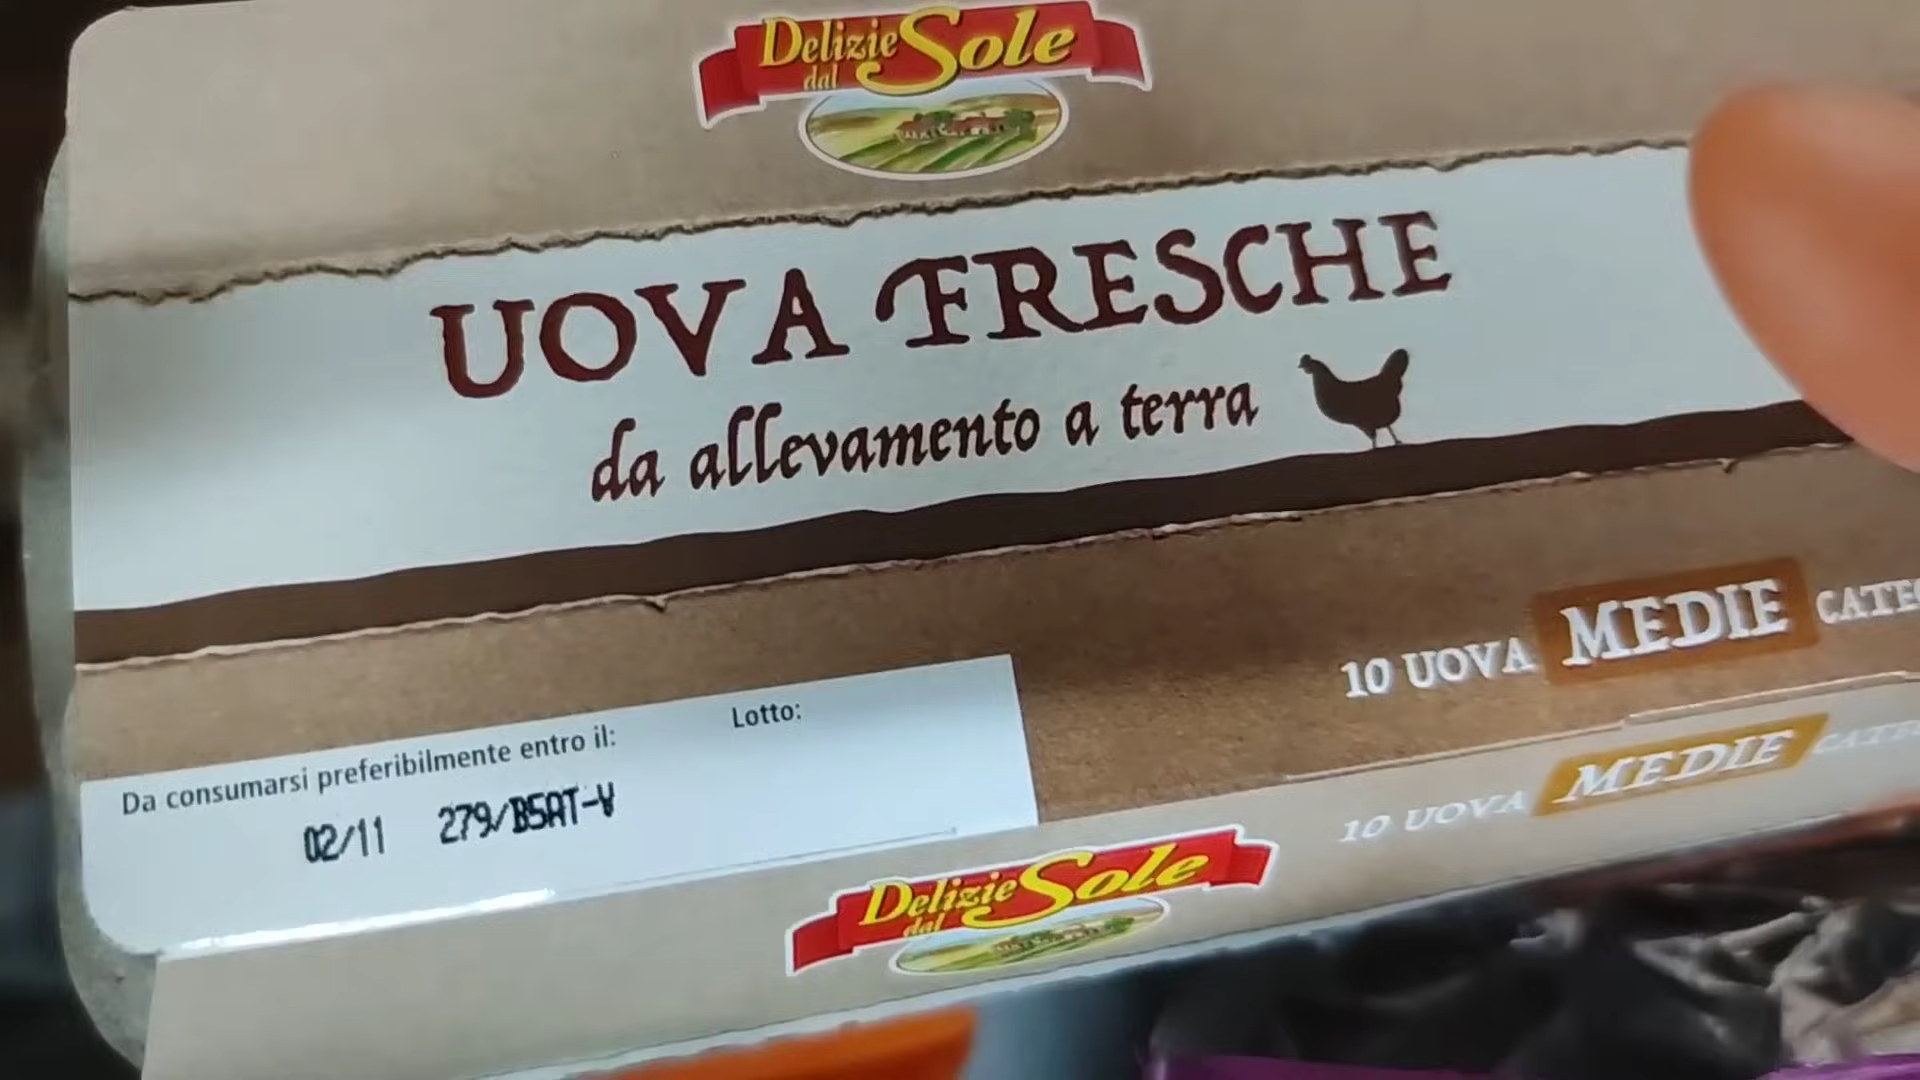 Delizie dal Sole
UOVA FRESCHE
da allevamento a terra
10 UOVA MEDIE
Da consumarsi preferibilmente entro il:
Lotto:
02/11 279/B5AT-V
10 UOVA MEDIE
Delizie dal Sole